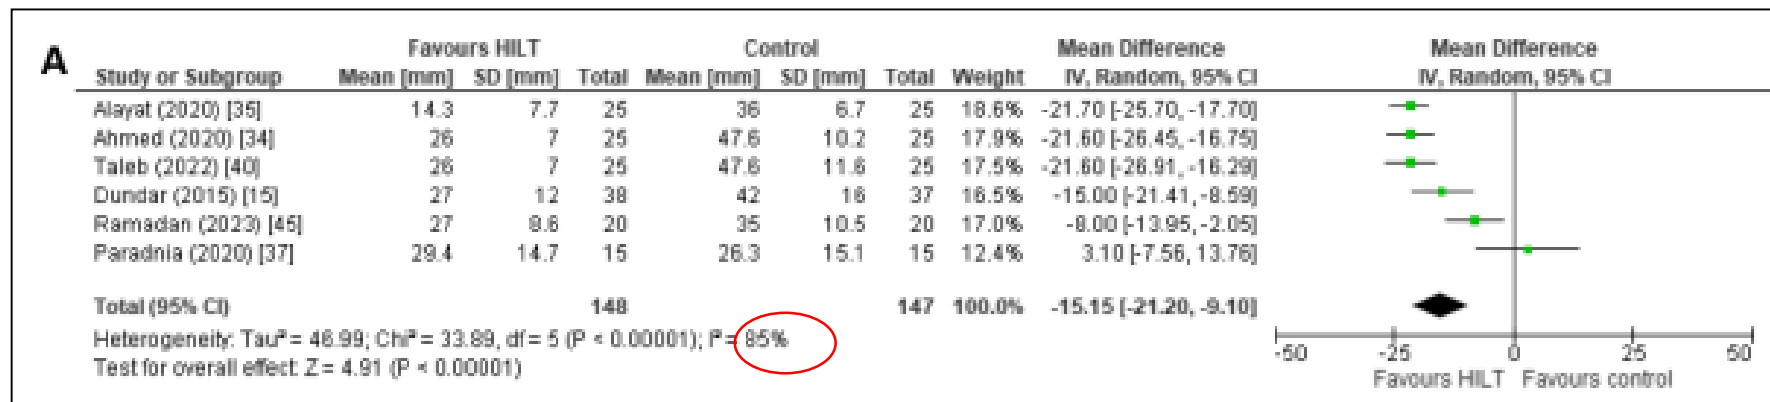 A
Favours HILT Control Mean Difference Mean Difference
Study or Subgroup Mean [mm] SD [mm] Total Mean [mm] SD [mm] Total Weight IV, Random, 95% CI IV, Random, 95% CI
Alayat (2020) [35] 14.3 7.7 25 36 6.7 25 18.6% -21.70 [-25.70, -17.70]
Ahmed (2020) [34] 26 7 25 47.6 10.2 25 17.9% -21.60 [-26.45, -16.75]
Taleb (2022) [40] 26 7 25 47.6 11.6 25 17.5% -21.60 [-26.91, -16.29]
Dundar (2015) [15] 27 12 38 42 16 37 16.5% -15.00 [-21.41, -8.59]
Ramadan (2023) [45] 27 8.6 20 35 10.5 20 17.0% -8.00 [-13.95, -2.05]
Paradnia (2020) [37] 29.4 14.7 15 26.3 15.1 15 12.4% 3.10 [-7.56, 13.76]
Total (95% CI) 148 147 100.0% -15.15 [-21.20, -9.10]
Heterogeneity: Tau² = 46.99; Chi² = 33.89, df = 5 (P < 0.00001); I² = 85%
Test for overall effect: Z = 4.91 (P < 0.00001)
-50 -25 0 25 50
Favours HILT Favours control